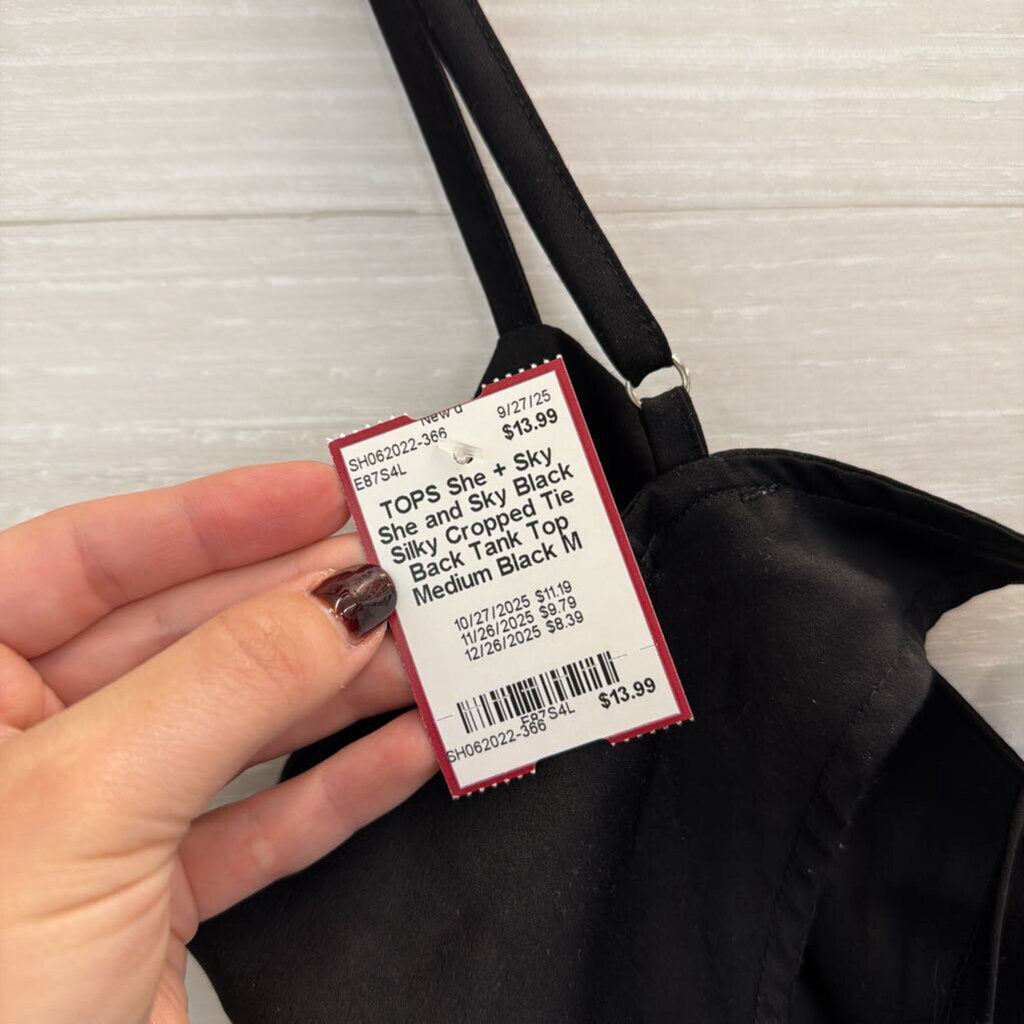 New'd 9/27/25
SH062022-366 $13.99
E87S4L
TOPS She + Sky
She and Sky Black
Silky Cropped Tie
Back Tank Top
Medium Black M
10/27/2025 $11.19
11/26/2025 $9.79
12/26/2025 $8.39
E87S4L $13.99
SH062022-366